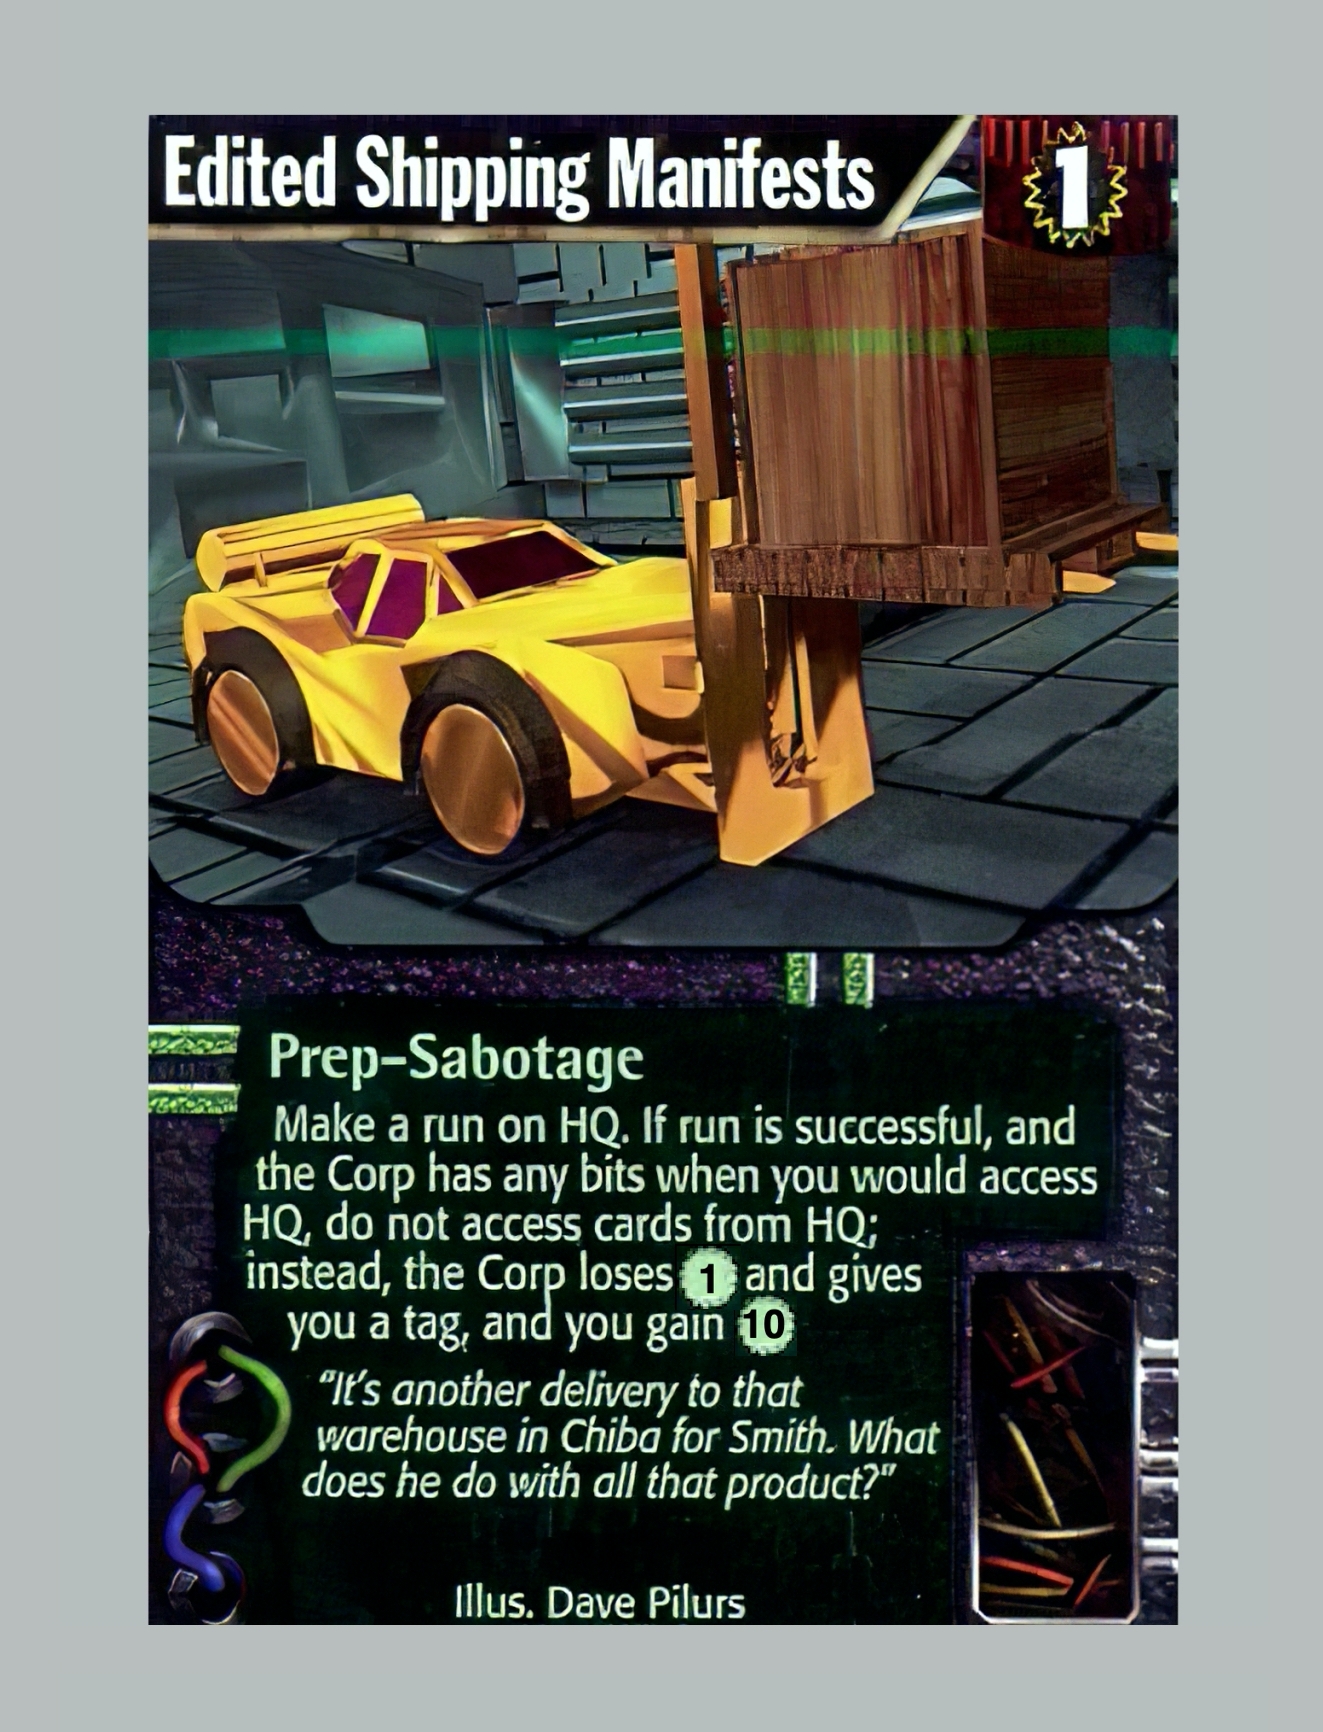 Edited Shipping Manifests
1
Prep-Sabotage
Make a run on HQ. If run is successful, and
the Corp has any bits when you would access
HQ, do not access cards from HQ;
instead, the Corp loses 1 and gives
you a tag, and you gain 10
"It's another delivery to that
warehouse in Chiba for Smith. What
does he do with all that product?"
Illus. Dave Pilurs